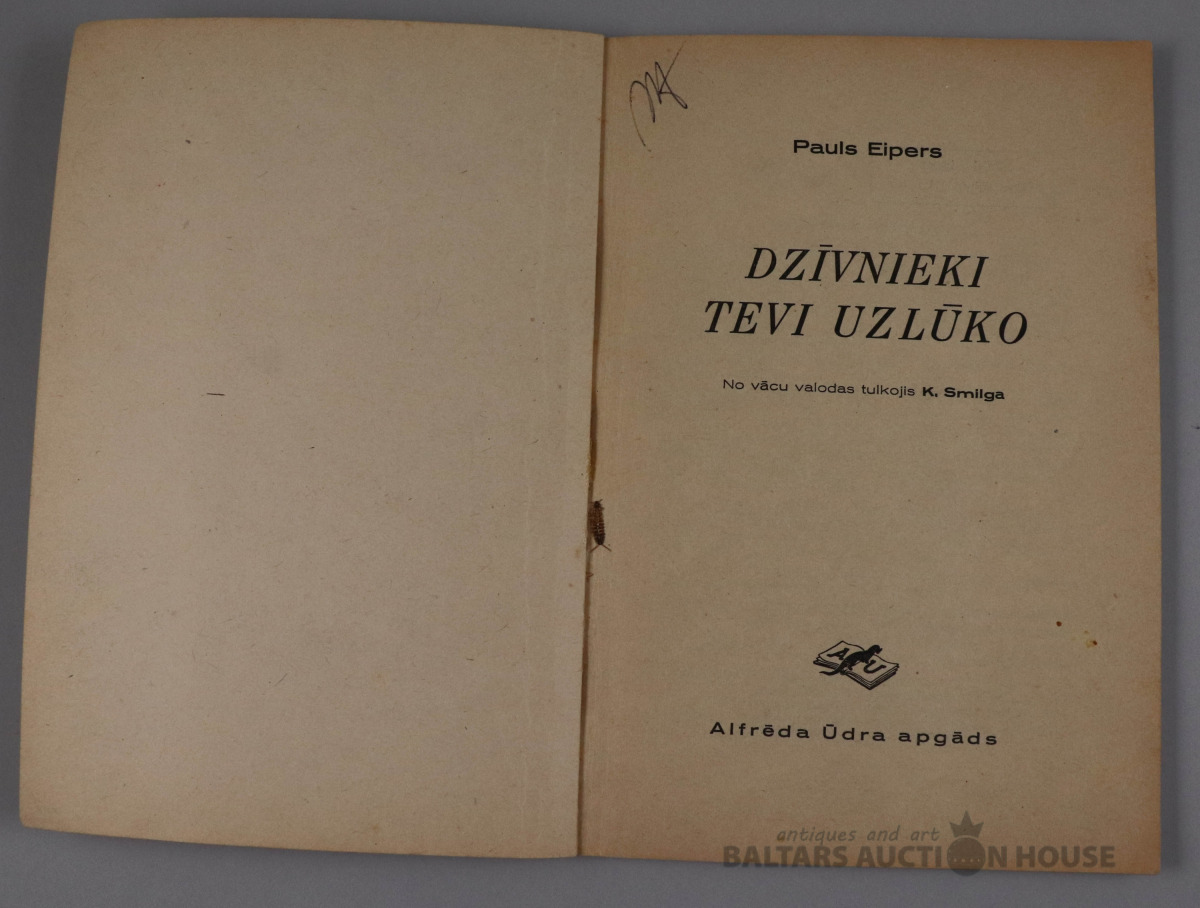 Pauls Eipers
DZĪVNIEKI
TEVI UZLŪKO
No vācu valodas tulkojis K. Smilga
A U
Alfrēda Ūdra apgāds
antiques and art
BALTARS AUCTION HOUSE